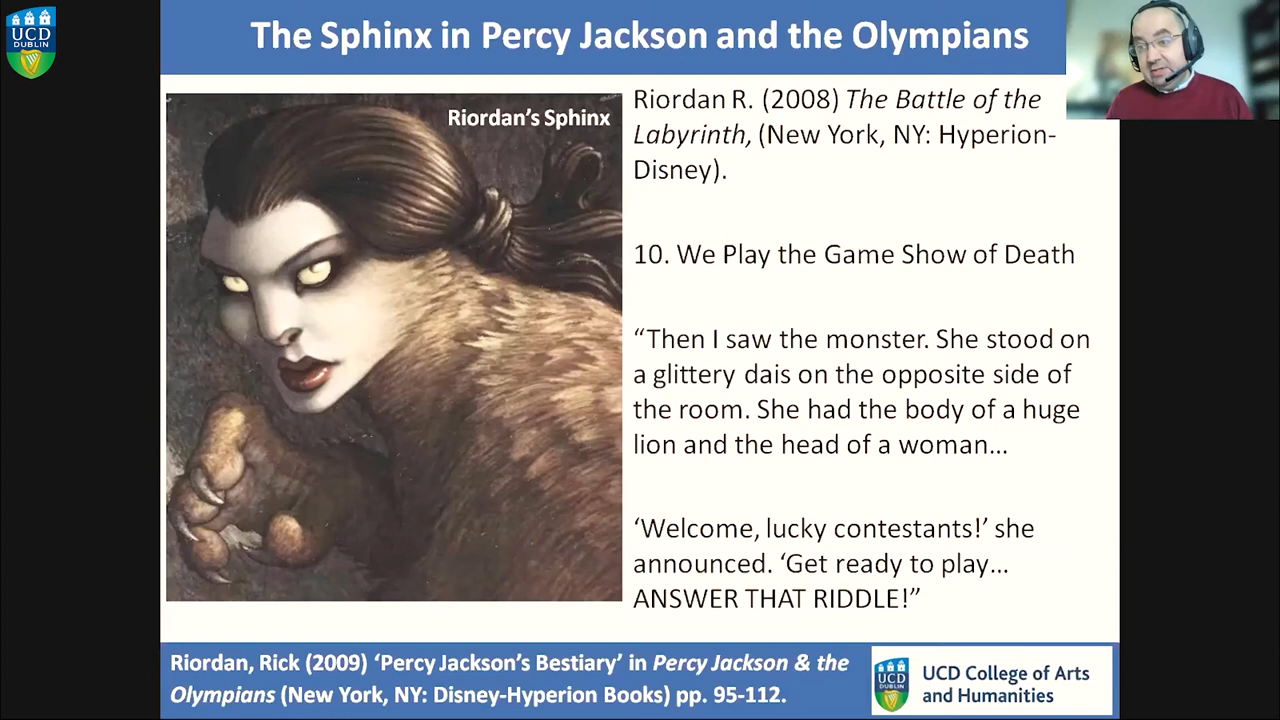 UCD
DUBLIN
The Sphinx in Percy Jackson and the Olympians
Riordan's Sphinx
Riordan R. (2008) The Battle of the
Labyrinth, (New York, NY: Hyperion-
Disney).
10. We Play the Game Show of Death
“Then I saw the monster. She stood on
a glittery dais on the opposite side of
the room. She had the body of a huge
lion and the head of a woman…
‘Welcome, lucky contestants!’ she
announced. ‘Get ready to play…
ANSWER THAT RIDDLE!”
Riordan, Rick (2009) ‘Percy Jackson’s Bestiary’ in Percy Jackson & the
Olympians (New York, NY: Disney-Hyperion Books) pp. 95-112.
UCD
DUBLIN
UCD College of Arts
and Humanities